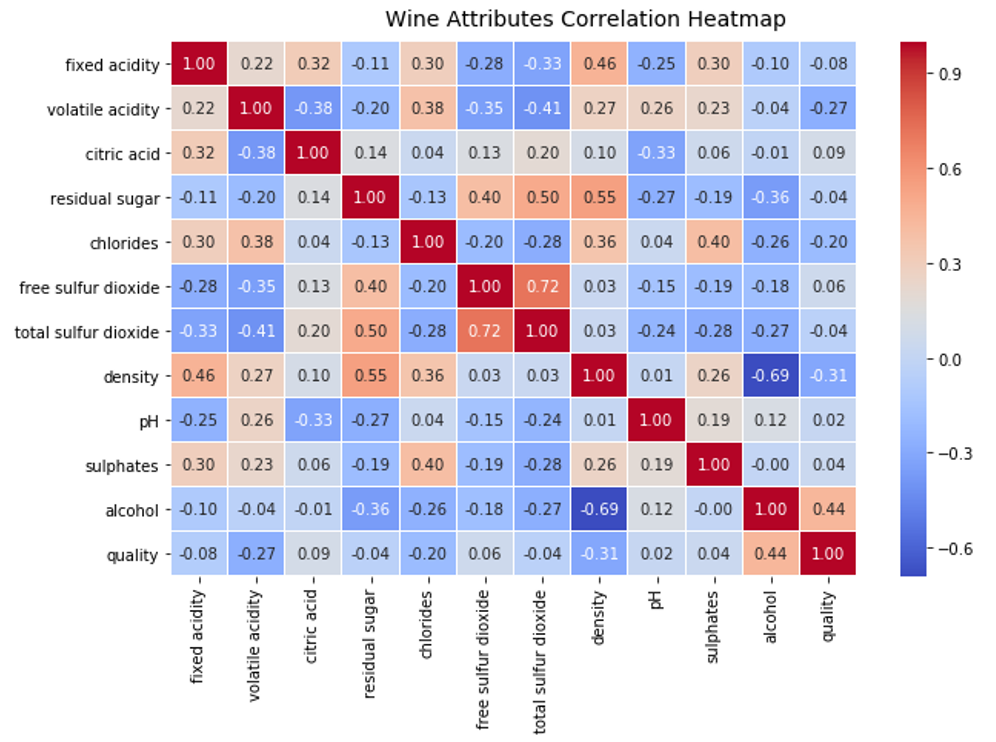 Wine Attributes Correlation Heatmap
fixed acidity 1.00 0.22 0.32 -0.11 0.30 -0.28 -0.33 0.46 -0.25 0.30 -0.10 -0.08
volatile acidity 0.22 1.00 -0.38 -0.20 0.38 -0.35 -0.41 0.27 0.26 0.23 -0.04 -0.27
citric acid 0.32 -0.38 1.00 0.14 0.04 0.13 0.20 0.10 -0.33 0.06 -0.01 0.09
residual sugar -0.11 -0.20 0.14 1.00 -0.13 0.40 0.50 0.55 -0.27 -0.19 -0.36 -0.04
chlorides 0.30 0.38 0.04 -0.13 1.00 -0.20 -0.28 0.36 0.04 0.40 -0.26 -0.20
free sulfur dioxide -0.28 -0.35 0.13 0.40 -0.20 1.00 0.72 0.03 -0.15 -0.19 -0.18 0.06
total sulfur dioxide -0.33 -0.41 0.20 0.50 -0.28 0.72 1.00 0.03 -0.24 -0.28 -0.27 -0.04
density 0.46 0.27 0.10 0.55 0.36 0.03 0.03 1.00 0.01 0.26 -0.69 -0.31
pH -0.25 0.26 -0.33 -0.27 0.04 -0.15 -0.24 0.01 1.00 0.19 0.12 0.02
sulphates 0.30 0.23 0.06 -0.19 0.40 -0.19 -0.28 0.26 0.19 1.00 -0.00 0.04
alcohol -0.10 -0.04 -0.01 -0.36 -0.26 -0.18 -0.27 -0.69 0.12 -0.00 1.00 0.44
quality -0.08 -0.27 0.09 -0.04 -0.20 0.06 -0.04 -0.31 0.02 0.04 0.44 1.00
fixed acidity
volatile acidity
citric acid
residual sugar
chlorides
free sulfur dioxide
total sulfur dioxide
density
pH
sulphates
alcohol
quality
0.9
0.6
0.3
0.0
−0.3
−0.6